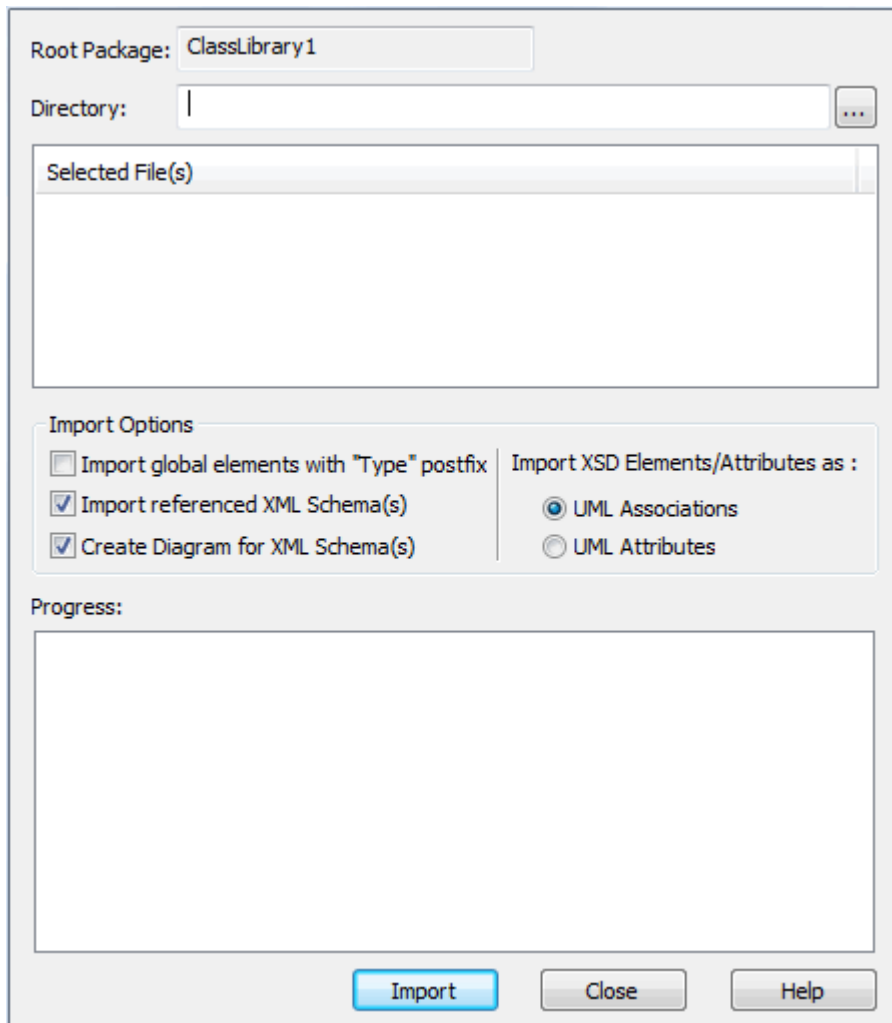 Root Package: ClassLibrary1
Directory:
...
Selected File(s)
Import Options
Import global elements with "Type" postfix
Import XSD Elements/Attributes as :
Import referenced XML Schema(s)
UML Associations
Create Diagram for XML Schema(s)
UML Attributes
Progress:
Import Close Help